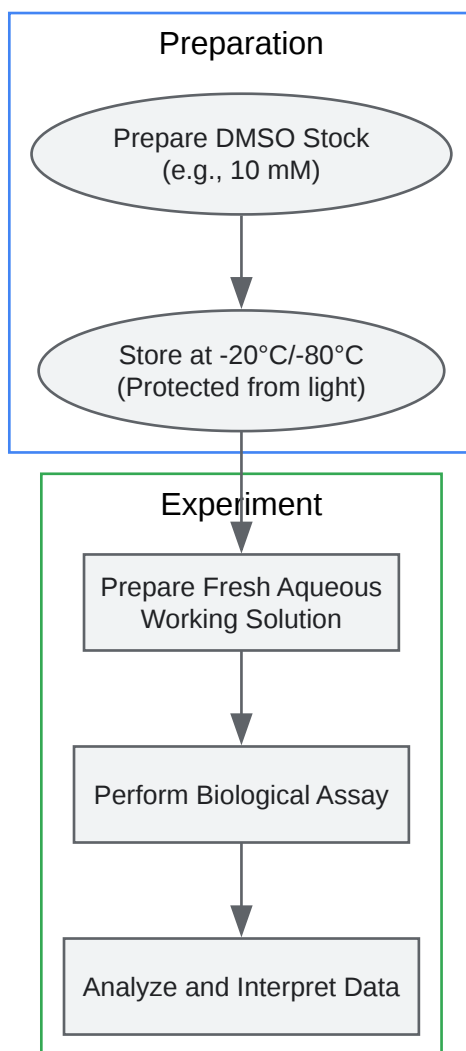 Preparation
Prepare DMSO Stock
(e.g., 10 mM)
Store at -20°C/-80°C
(Protected from light)
Experiment
Prepare Fresh Aqueous
Working Solution
Perform Biological Assay
Analyze and Interpret Data